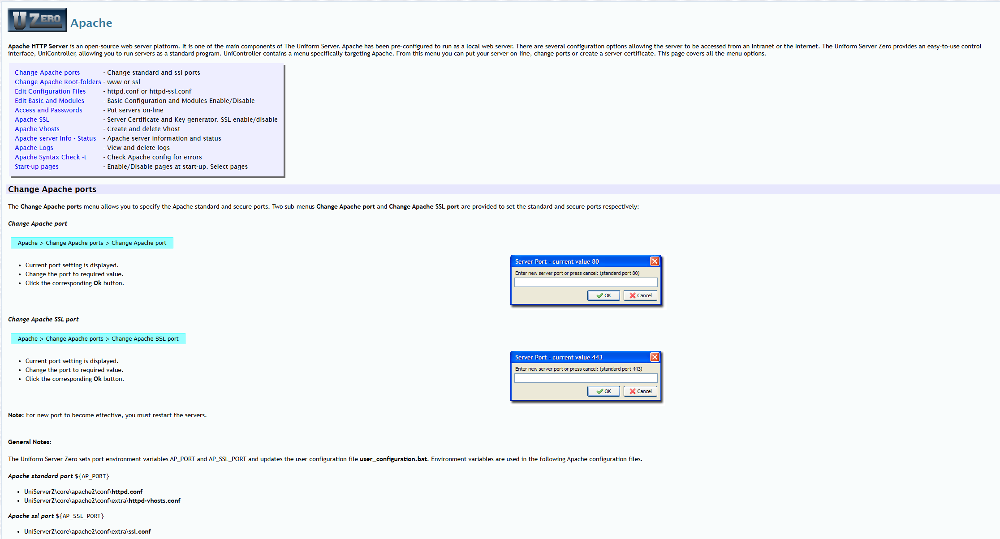 U ZERO Apache
Apache HTTP Server is an open-source web server platform. It is one of the main components of The Uniform Server. Apache has been pre-configured to run as a local web server. There are several configuration options allowing the server to be accessed from an Intranet or the Internet. The Uniform Server Zero provides an easy-to-use control
interface, UniController, allowing you to run servers as a standard program. UniController contains a menu specifically targeting Apache. From this menu you can put your server on-line, change ports or create a server certificate. This page covers all the menu options.
Change Apache ports - Change standard and ssl ports
Change Apache Root-folders - www or ssl
Edit Configuration Files - httpd.conf or httpd-ssl.conf
Edit Basic and Modules - Basic Configuration and Modules Enable/Disable
Access and Passwords - Put servers on-line
Apache SSL - Server Certificate and Key generator. SSL enable/disable
Apache Vhosts - Create and delete Vhost
Apache server Info - Status - Apache server information and status
Apache Logs - View and delete logs
Apache Syntax Check -t - Check Apache config for errors
Start-up pages - Enable/Disable pages at start-up. Select pages
Change Apache ports
The Change Apache ports menu allows you to specify the Apache standard and secure ports. Two sub-menus Change Apache port and Change Apache SSL port are provided to set the standard and secure ports respectively:
Change Apache port
Apache > Change Apache ports > Change Apache port
• Current port setting is displayed.
• Change the port to required value.
• Click the corresponding Ok button.
Server Port - current value 80
Enter new server port or press cancel: (standard port 80)
OK Cancel
Change Apache SSL port
Apache > Change Apache ports > Change Apache SSL port
• Current port setting is displayed.
• Change the port to required value.
• Click the corresponding Ok button.
Server Port - current value 443
Enter new server port or press cancel: (standard port 443)
OK Cancel
Note: For new port to become effective, you must restart the servers.
General Notes:
The Uniform Server Zero sets port environment variables AP_PORT and AP_SSL_PORT and updates the user configuration file user_configuration.bat. Environment variables are used in the following Apache configuration files.
Apache standard port ${AP_PORT}
• UniServerZ\core\apache2\conf\httpd.conf
• UniServerZ\core\apache2\conf\extra\httpd-vhosts.conf
Apache ssl port ${AP_SSL_PORT}
• UniServerZ\core\apache2\conf\extra\ssl.conf